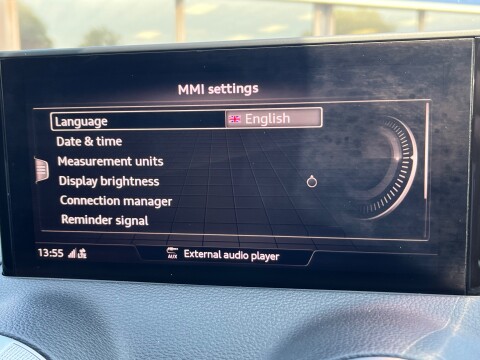 MMI settings
Language English
Date & time
Measurement units
Display brightness
Connection manager
Reminder signal
13:55 LTE AUX External audio player